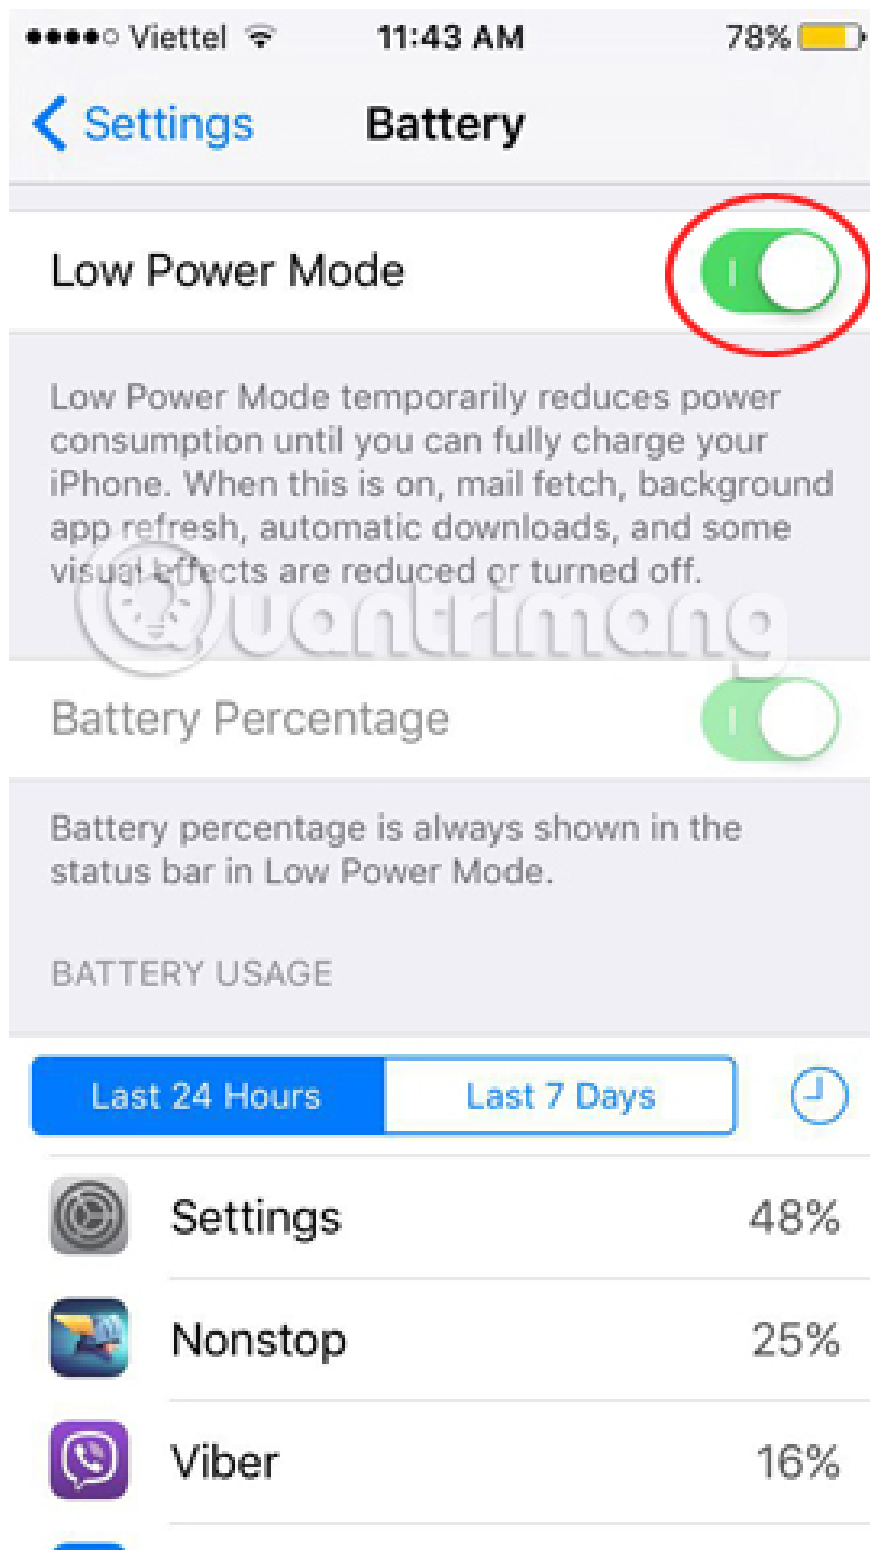 Viettel 11:43 AM 78%
Settings Battery
Low Power Mode
Low Power Mode temporarily reduces power
consumption until you can fully charge your
iPhone. When this is on, mail fetch, background
app refresh, automatic downloads, and some
visual effects are reduced or turned off.
Quantrimang
Battery Percentage
Battery percentage is always shown in the
status bar in Low Power Mode.
BATTERY USAGE
Last 24 Hours Last 7 Days
Settings 48%
Nonstop 25%
Viber 16%